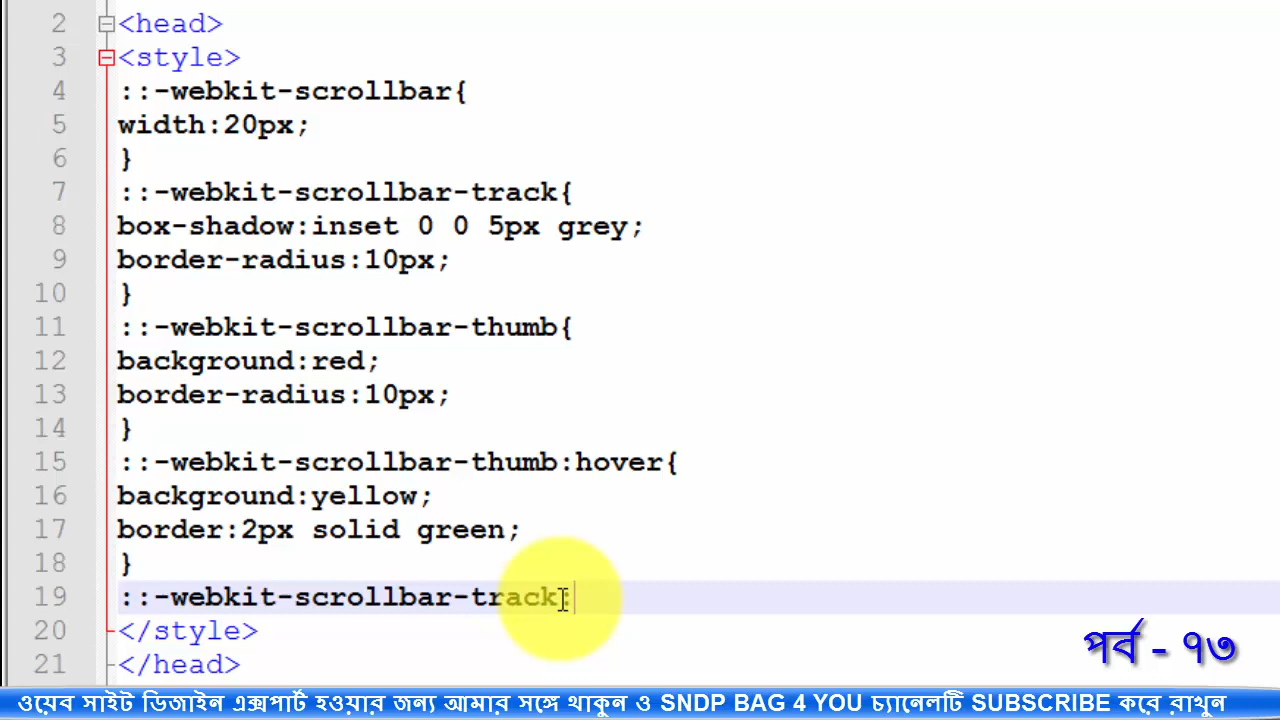 2 <head>
3 <style>
4 ::-webkit-scrollbar{
5 width:20px;
6 }
7 ::-webkit-scrollbar-track{
8 box-shadow:inset 0 0 5px grey;
9 border-radius:10px;
10 }
11 ::-webkit-scrollbar-thumb{
12 background:red;
13 border-radius:10px;
14 }
15 ::-webkit-scrollbar-thumb:hover{
16 background:yellow;
17 border:2px solid green;
18 }
19 ::-webkit-scrollbar-track:
20 </style>
21 </head>
পর্ব - ৭৩
ওয়েব সাইট ডিজাইন এক্সপার্ট হওয়ার জন্য আমার সঙ্গে থাকুন ও SNDP BAG 4 YOU চ্যানেলটি SUBSCRIBE করে রাখুন